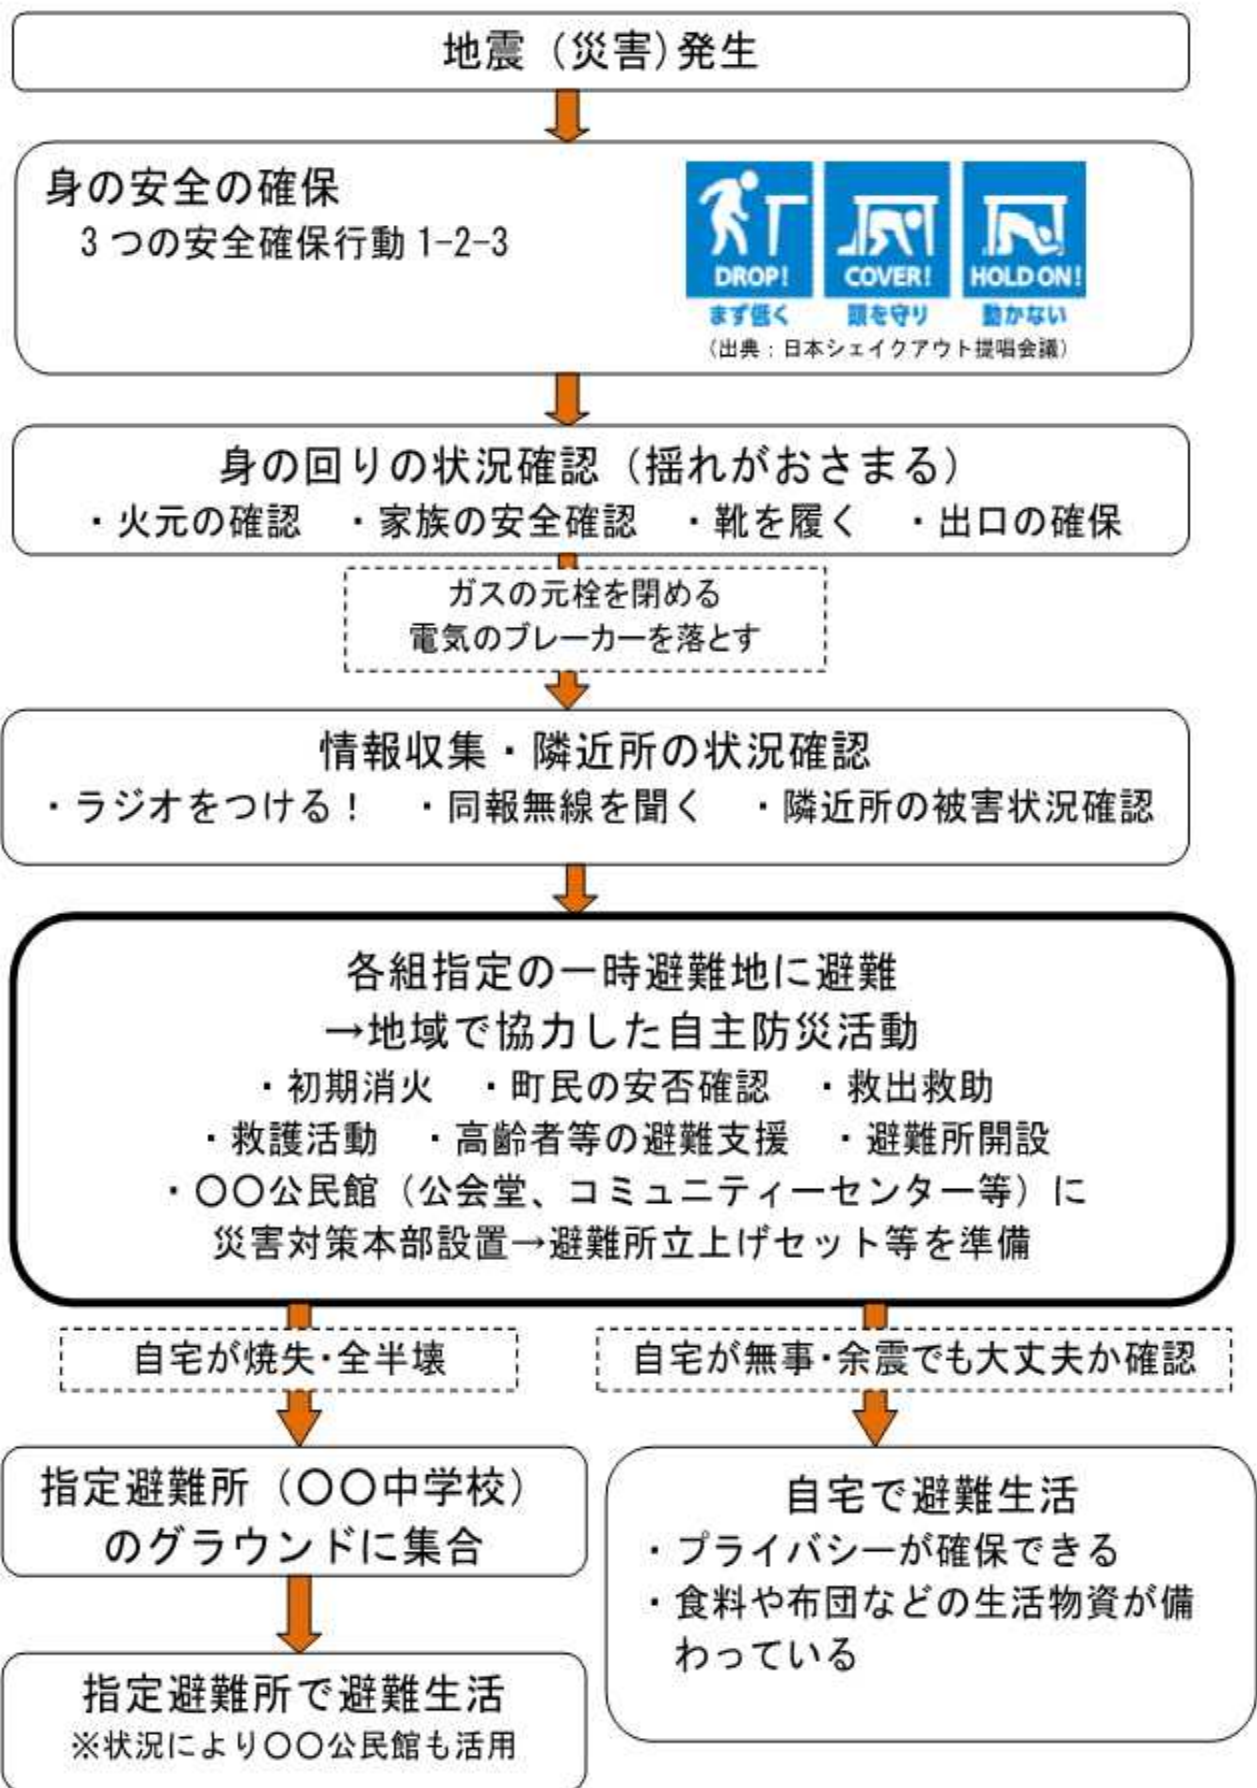 地震（災害）発生
身の安全の確保
3つの安全確保行動 1-2-3
DROP! COVER! HOLD ON!
まず低く 頭を守り 動かない
（出典：日本シェイクアウト提唱会議）
身の回りの状況確認（揺れがおさまる）
・火元の確認 ・家族の安全確認 ・靴を履く ・出口の確保
ガスの元栓を閉める
電気のブレーカーを落とす
情報収集・隣近所の状況確認
・ラジオをつける！ ・同報無線を聞く ・隣近所の被害状況確認
各組指定の一時避難地に避難
→地域で協力した自主防災活動
・初期消火 ・町民の安否確認 ・救出救助
・救護活動 ・高齢者等の避難支援 ・避難所開設
・〇〇公民館（公会堂、コミュニティーセンター等）に
災害対策本部設置→避難所立上げセット等を準備
自宅が焼失・全半壊
自宅が無事・余震でも大丈夫か確認
指定避難所（〇〇中学校）
のグラウンドに集合
指定避難所で避難生活
※状況により〇〇公民館も活用
自宅で避難生活
・プライバシーが確保できる
・食料や布団などの生活物資が備
わっている